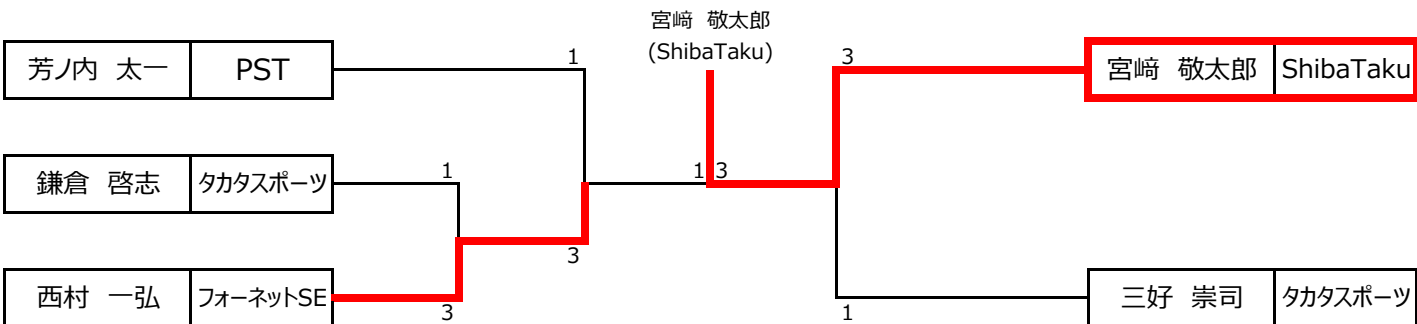 宮﨑 敬太郎
(ShibaTaku)
芳ノ内 太一 PST
1
3
宮﨑 敬太郎 ShibaTaku
鎌倉 啓志 タカタスポーツ
1
1 3
3
西村 一弘 フォーネットSE
3
1
三好 崇司 タカタスポーツ